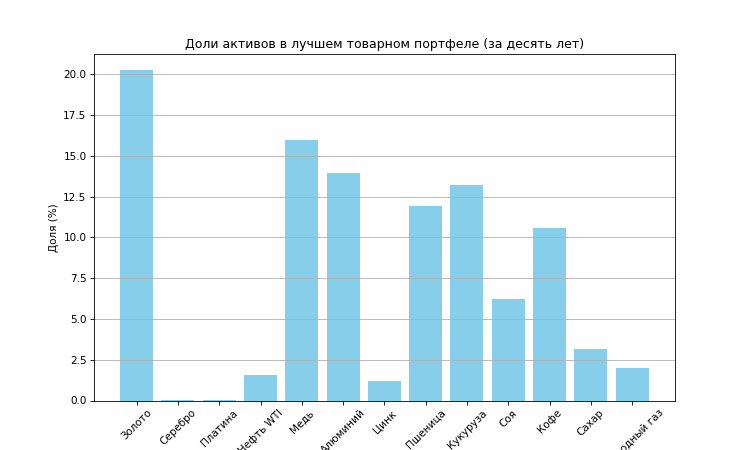 Доли активов в лучшем товарном портфеле (за десять лет)
Доля (%)
20.0
17.5
15.0
12.5
10.0
7.5
5.0
2.5
0.0
Золото
Серебро
Платина
Нефть WTI
Медь
Алюминий
Цинк
Пшеница
Кукуруза
Соя
Кофе
Сахар
газ